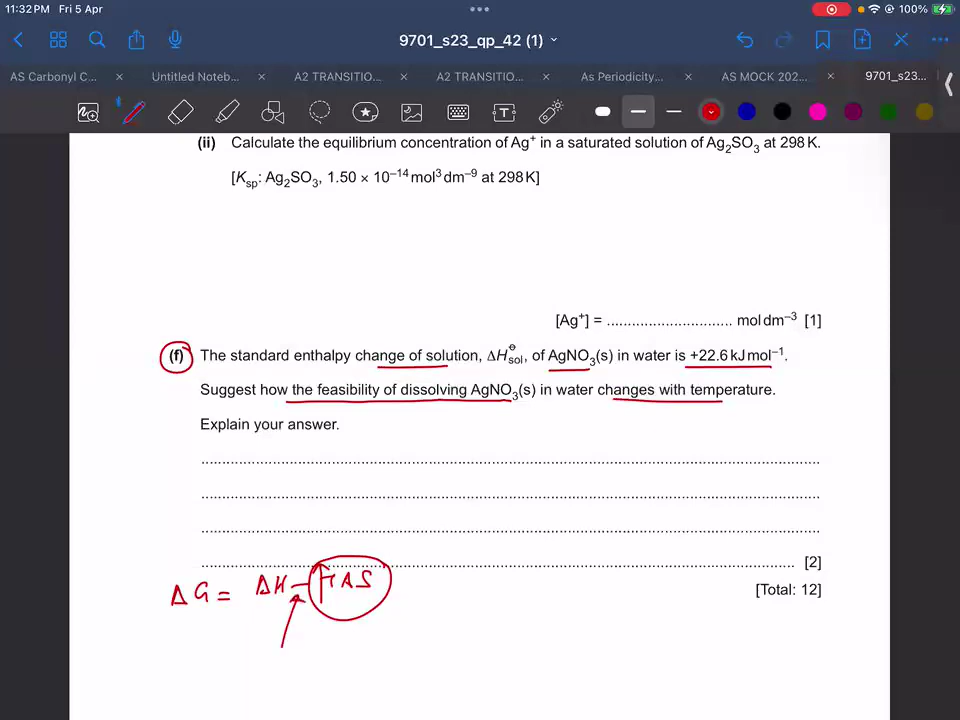 11:32 PM Fri 5 Apr
100%
9701_s23_qp_42 (1)
AS Carbonyl C...
Untitled Noteb...
A2 TRANSITIO...
A2 TRANSITIO...
As Periodicity...
AS MOCK 202...
9701_s23...
(ii) Calculate the equilibrium concentration of Ag⁺ in a saturated solution of Ag₂SO₃ at 298 K.
[Kₛₚ: Ag₂SO₃, 1.50 × 10⁻¹⁴ mol³ dm⁻⁹ at 298 K]
[Ag⁺] = .............................. mol dm⁻³ [1]
(f) The standard enthalpy change of solution, ΔH⦵sol, of AgNO₃(s) in water is +22.6 kJ mol⁻¹.
Suggest how the feasibility of dissolving AgNO₃(s) in water changes with temperature.
Explain your answer.
[2]
ΔG = ΔH – TΔS
[Total: 12]